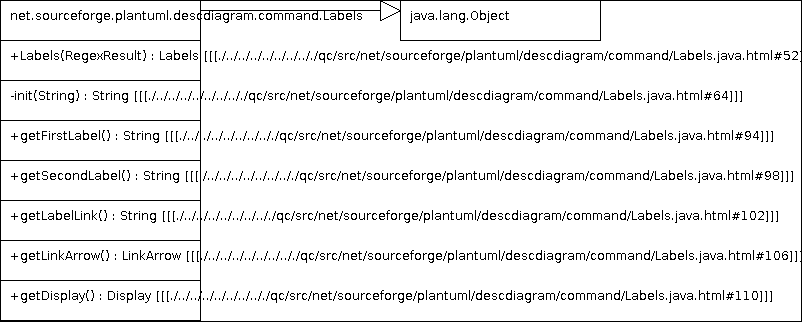 net.sourceforge.plantuml.descdiagram.command.Labels
java.lang.Object
+Labels(RegexResult) : Labels [[[./../../../../../../../qc/src/net/sourceforge/plantuml/descdiagram/command/Labels.java.html#52]
-init(String) : String [[[./../../../../../../../qc/src/net/sourceforge/plantuml/descdiagram/command/Labels.java.html#64]]]
+getFirstLabel() : String [[[./../../../../../../../qc/src/net/sourceforge/plantuml/descdiagram/command/Labels.java.html#94]]]
+getSecondLabel() : String [[[./../../../../../../../qc/src/net/sourceforge/plantuml/descdiagram/command/Labels.java.html#98]]]
+getLabelLink() : String [[[./../../../../../../../qc/src/net/sourceforge/plantuml/descdiagram/command/Labels.java.html#102]]]
+getLinkArrow() : LinkArrow [[[./../../../../../../../qc/src/net/sourceforge/plantuml/descdiagram/command/Labels.java.html#106]]]
+getDisplay() : Display [[[./../../../../../../../qc/src/net/sourceforge/plantuml/descdiagram/command/Labels.java.html#110]]]